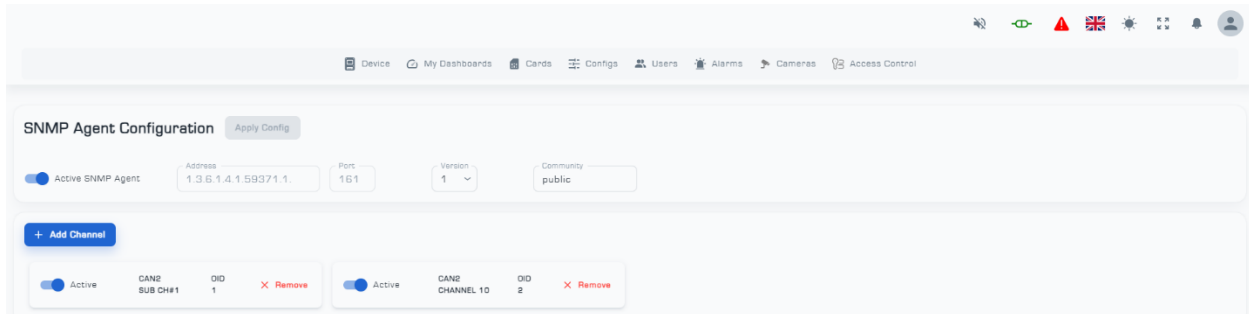 Device My Dashboards Cards Configs Users Alarms Cameras Access Control
SNMP Agent Configuration Apply Config
Active SNMP Agent
Address
1.3.6.1.4.1.59371.1.
Port
161
Version
1
Community
public
+ Add Channel
Active
CAN2
SUB CH#1
OID
1
Remove
Active
CAN2
CHANNEL 10
OID
2
Remove